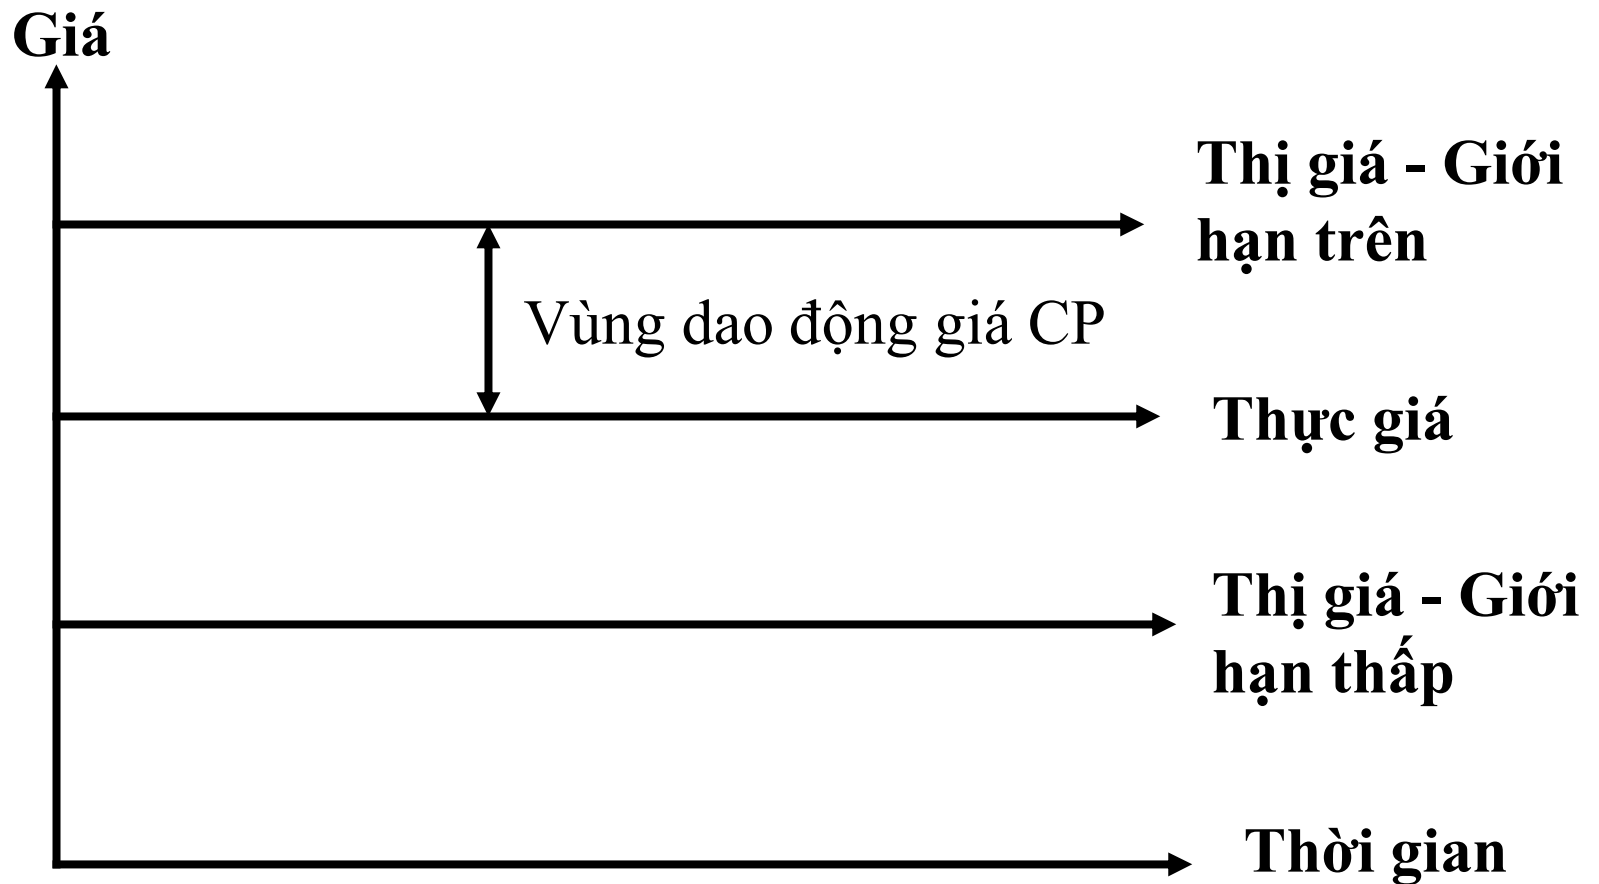 Giá
Thị giá - Giới
hạn trên
Vùng dao động giá CP
Thực giá
Thị giá - Giới
hạn thấp
Thời gian